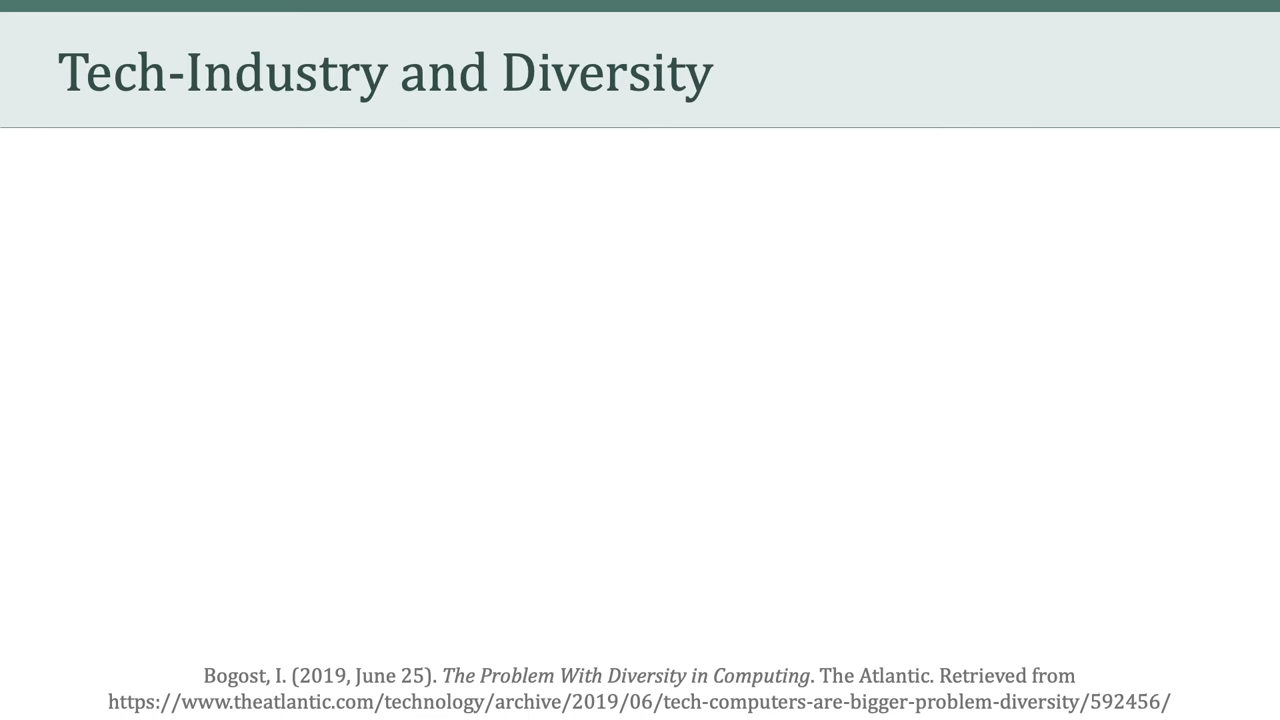 Tech-Industry and Diversity
Bogost, I. (2019, June 25). The Problem With Diversity in Computing. The Atlantic. Retrieved from
https://www.theatlantic.com/technology/archive/2019/06/tech-computers-are-bigger-problem-diversity/592456/